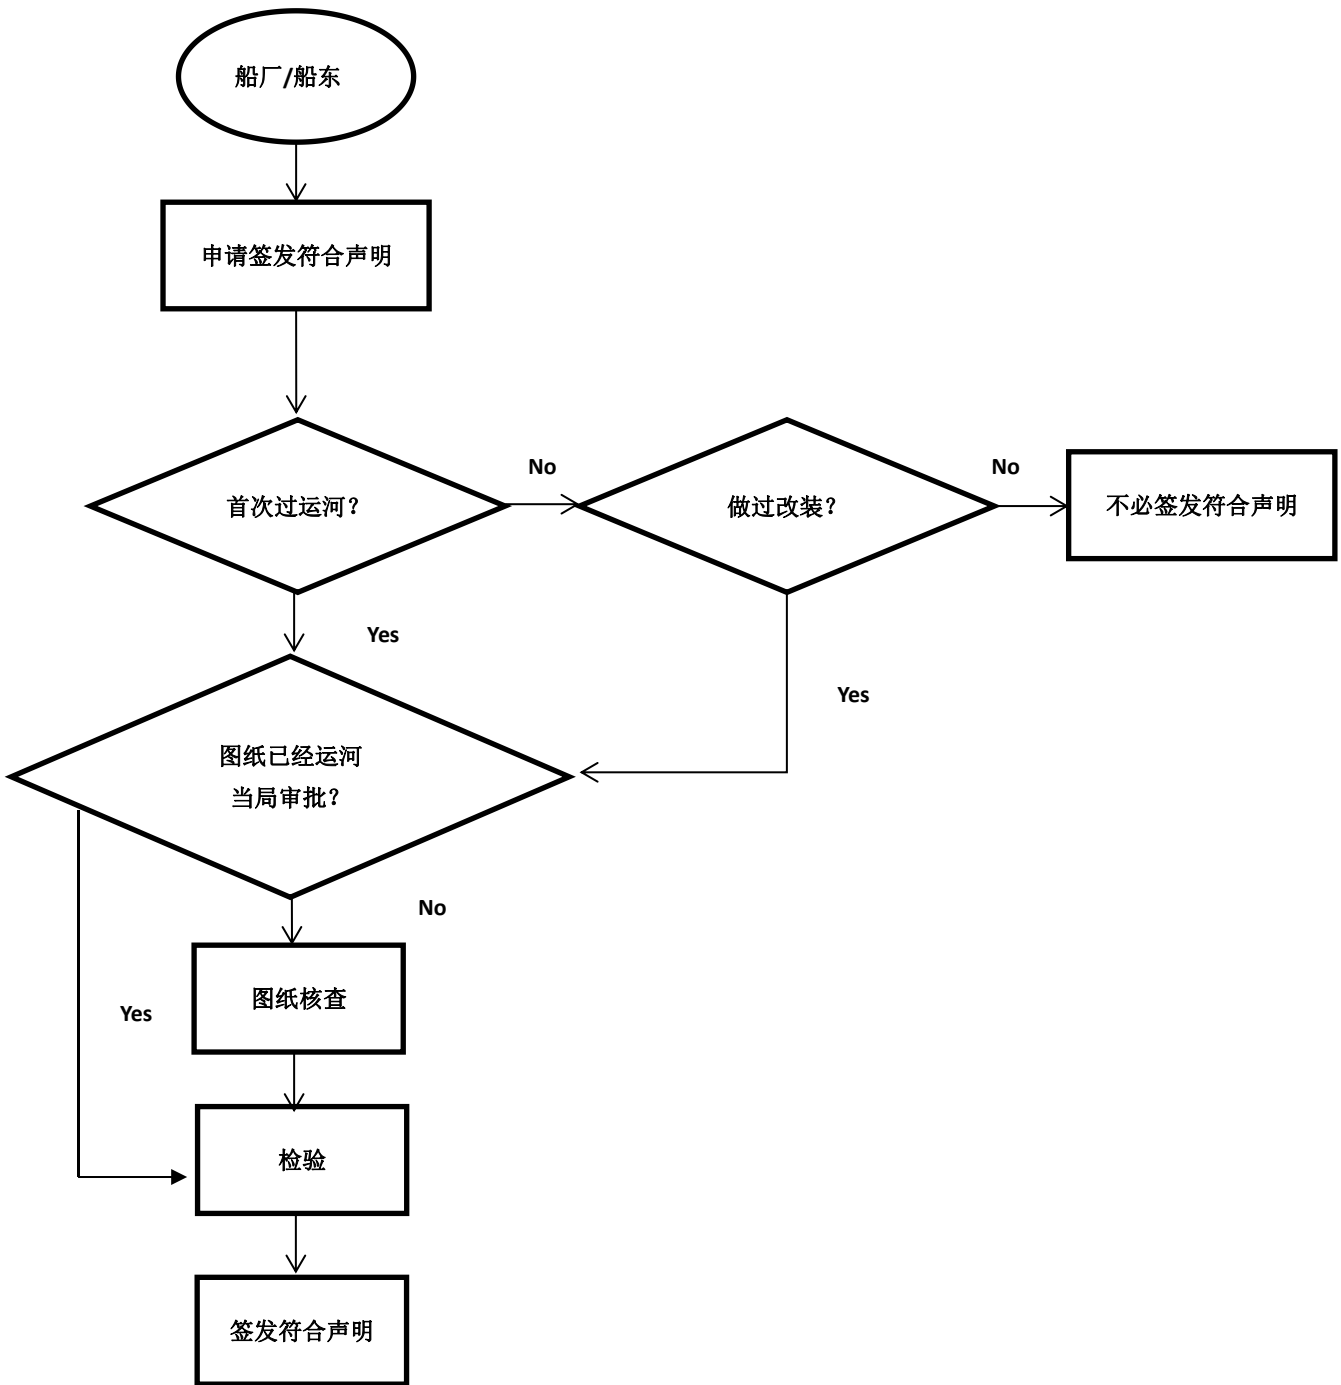 船厂/船东
申请签发符合声明
No
No
首次过运河？
做过改装？
不必签发符合声明
Yes
Yes
图纸已经运河
当局审批？
No
图纸核查
Yes
检验
签发符合声明